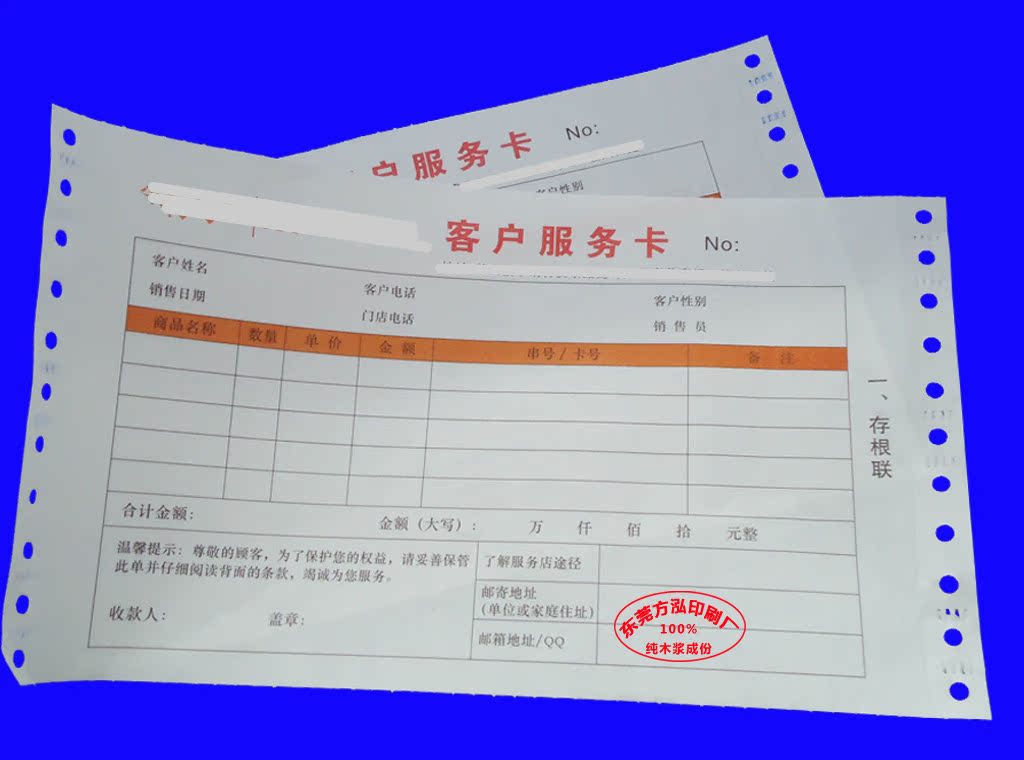 户服务卡 No:
客户性别
客户服务卡 No:
客户姓名 客户电话 客户性别
销售日期 门店电话 销售员
商品名称 数量 单价 金额 串号/卡号 备注
一、存根联
合计金额: 金额(大写): 万 仟 佰 拾 元整
温馨提示: 尊敬的顾客, 为了保护您的权益, 请妥善保管
此单并仔细阅读背面的条款, 竭诚为您服务。
收款人: 盖章:
了解服务店途径
邮寄地址
(单位或家庭住址)
邮箱地址/QQ
东莞方泓印刷厂
100%
纯木浆成份